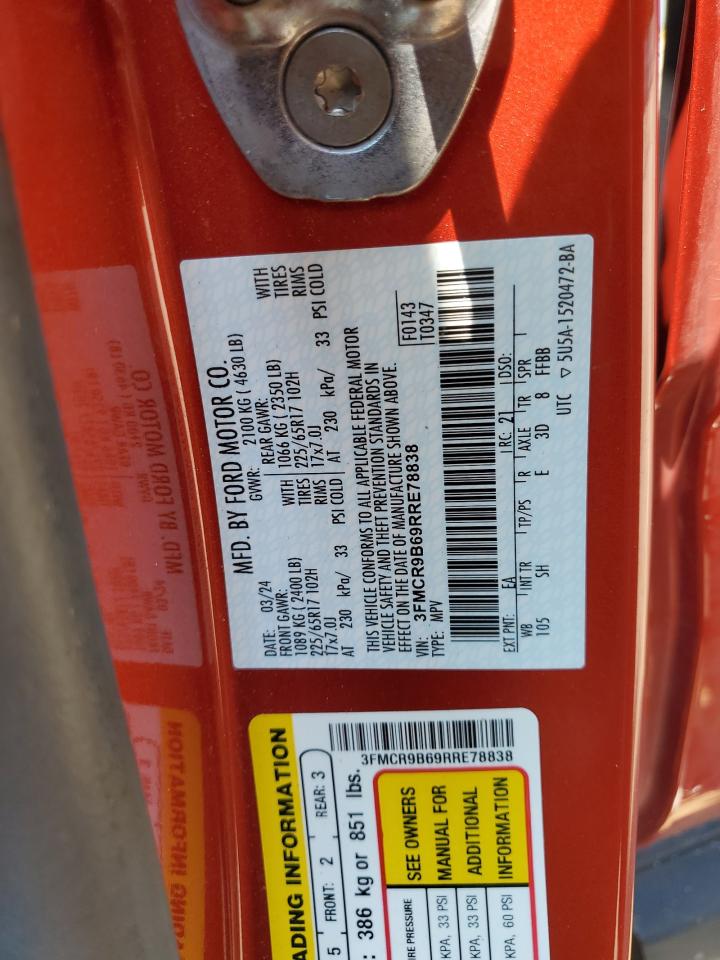 MFD. BY FORD MOTOR CO.
DATE: 03/24 GVWR: 2100 KG ( 4630 LB)
FRONT GAWR: WITH REAR GAWR: WITH
1089 KG ( 2400 LB) TIRES 1066 KG ( 2350 LB) TIRES
225/65R17 102H RIMS 225/65R17 102H RIMS
17x7.0J PSI COLD 17x7.0J PSI COLD
AT 230 kPa/ 33 AT 230 kPa/ 33
THIS VEHICLE CONFORMS TO ALL APPLICABLE FEDERAL MOTOR
VEHICLE SAFETY AND THEFT PREVENTION STANDARDS IN
EFFECT ON THE DATE OF MANUFACTURE SHOWN ABOVE.
VIN: 3FMCR9B69RRE78838 F0143
TYPE: MPV T0347
EXT PNT: EA RC: 21 DSO:
WB INT TR TP/PS R AXLE TR SPR
105 SH E 3D 8 FFBB
UTC ▽ 5U5A-1520472-BA
ADING INFORMATION
5 FRONT: 2 REAR: 3
: 386 kg or 851 lbs.
3FMCR9B69RRE78838
RE PRESSURE SEE OWNERS
KPA, 33 PSI MANUAL FOR
KPA, 33 PSI ADDITIONAL
KPA, 60 PSI INFORMATION
MFD. BY FORD MOTOR CO